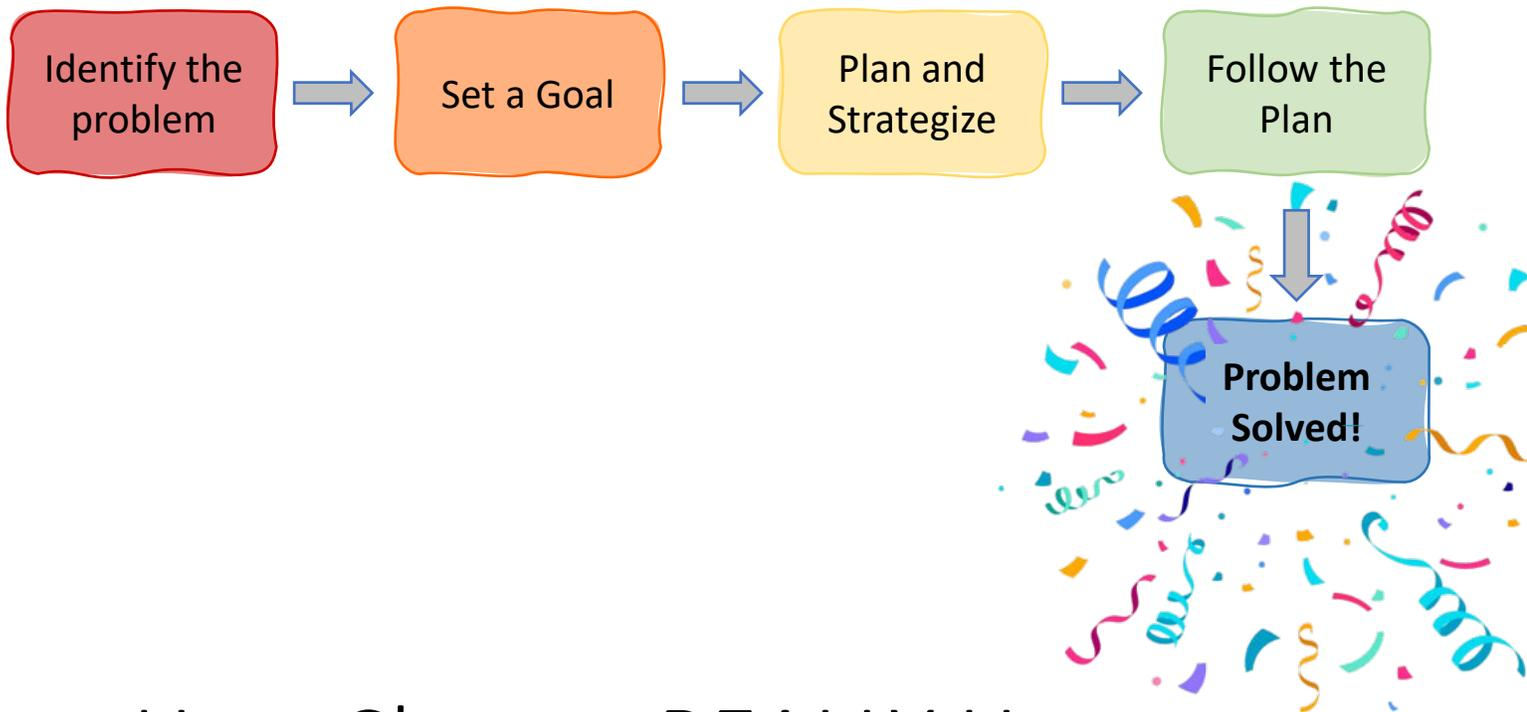 Identify the
problem
Set a Goal
Plan and
Strategize
Follow the
Plan
Problem
Solved!